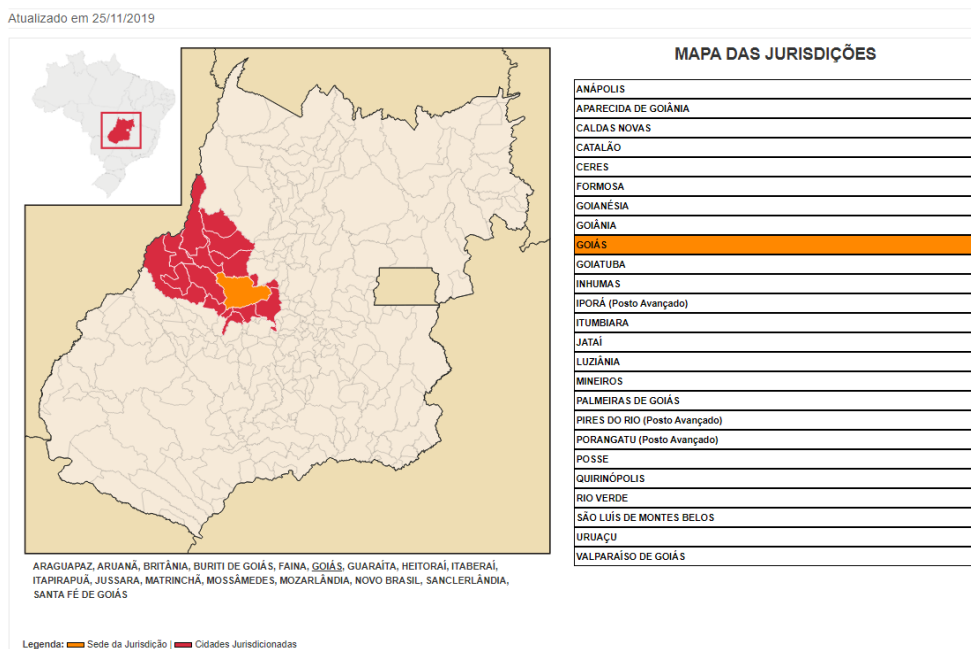 Atualizado em 25/11/2019
MAPA DAS JURISDIÇÕES
ANÁPOLIS
APARECIDA DE GOIÂNIA
CALDAS NOVAS
CATALÃO
CERES
FORMOSA
GOIANÉSIA
GOIÂNIA
GOIÁS
GOIATUBA
INHUMAS
IPORÁ (Posto Avançado)
ITUMBIARA
JATAÍ
LUZIÂNIA
MINEIROS
PALMEIRAS DE GOIÁS
PIRES DO RIO (Posto Avançado)
PORANGATU (Posto Avançado)
POSSE
QUIRINÓPOLIS
RIO VERDE
SÃO LUÍS DE MONTES BELOS
URUAÇU
VALPARAÍSO DE GOIÁS
ARAGUAPAZ, ARUANÃ, BRITÂNIA, BURITI DE GOIÁS, FAINA, GOIÁS, GUARAÍTA, HEITORAÍ, ITABERAÍ,
ITAPIRAPUÃ, JUSSARA, MATRINCHÃ, MOSSÂMEDES, MOZARLÂNDIA, NOVO BRASIL, SANCLERLÂNDIA,
SANTA FÉ DE GOIÁS
Legenda: Sede da Jurisdição | Cidades Jurisdicionadas